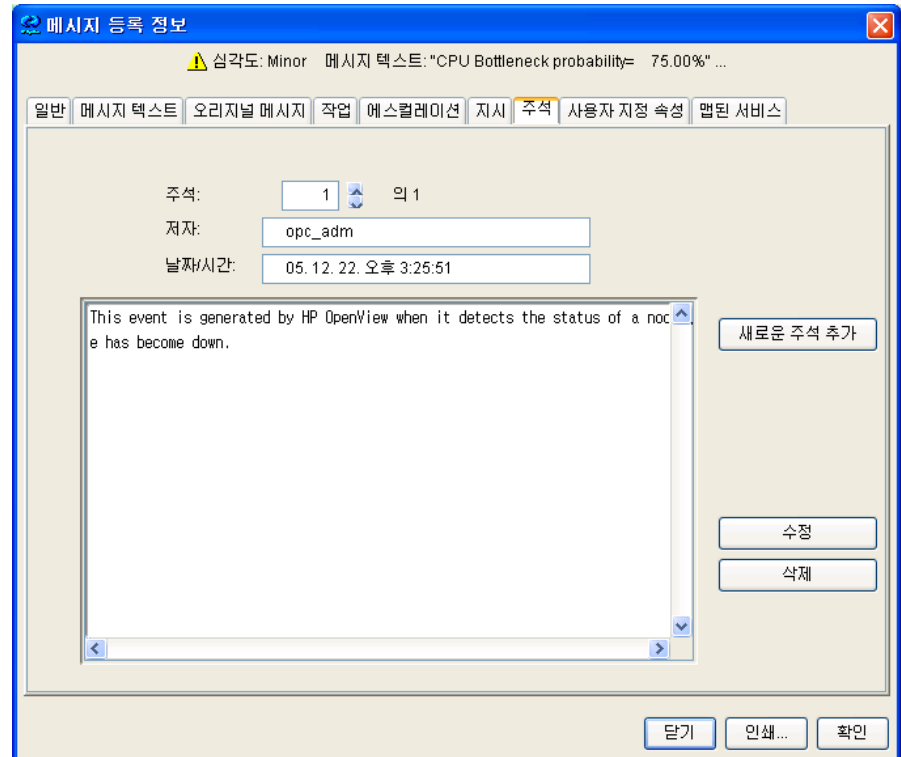 메시지 등록 정보
심각도: Minor 메시지 텍스트: "CPU Bottleneck probability= 75.00%" ...
일반 메시지 텍스트 오리지널 메시지 작업 에스컬레이션 지시 주석 사용자 지정 속성 맵된 서비스
주석: 1 의 1
저자: opc_adm
날짜/시간: 05. 12. 22. 오후 3:25:51
This event is generated by HP OpenView when it detects the status of a noc
e has become down.
새로운 주석 추가
수정
삭제
닫기 인쇄... 확인